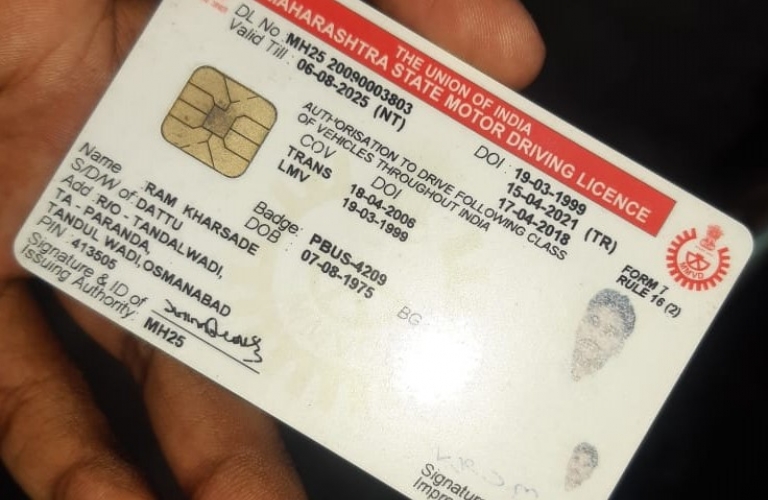 THE UNION OF INDIA
MAHARASHTRA STATE MOTOR DRIVING LICENCE
DL No : MH25 20090003803 DOI : 19-03-1999
Valid Till : 06-08-2025 (NT) 15-04-2021 (TR)
17-04-2018
FORM 7
RULE 16 (2)
AUTHORISATION TO DRIVE FOLLOWING CLASS
OF VEHICLES THROUGHOUT INDIA
COV DOI
TRANS 18-04-2006
LMV 19-03-1999
MMVD
Badge: PBUS-4209
DOB : 07-08-1975
BG
Name : RAM KHARSADE
S/D/W of : DATTU
Add : R/O - TANDALWADI,
TA - PARANDA,
TANDUL WADI,OSMANABAD
PIN : 413505
Signature & ID of
Issuing Authority: MH25
Signatu
Impre